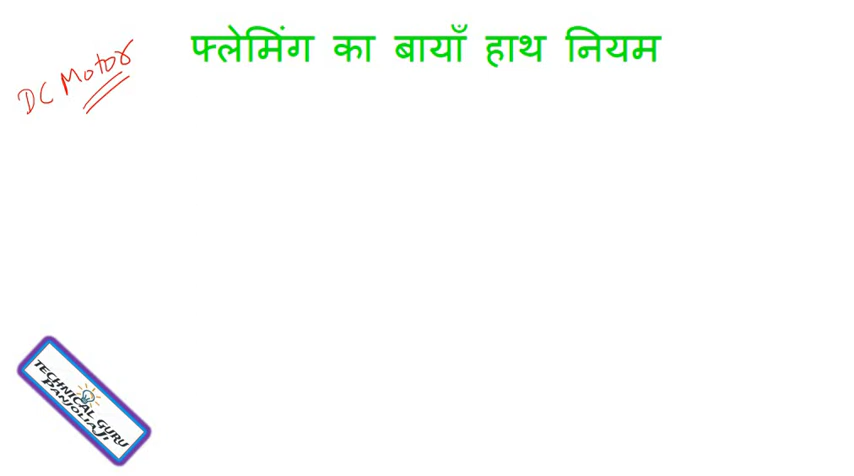 फ्लेमिंग का बायाँ हाथ नियम
DC Motor
TECHNICAL GURU
PANJOLIAJI